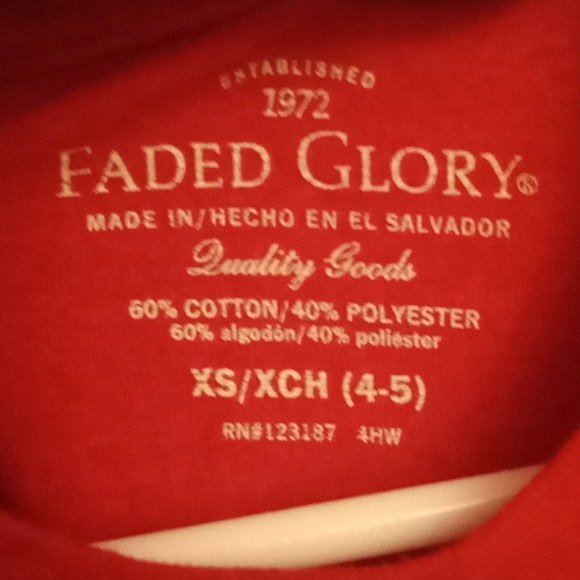 ESTABLISHED
1972
FADED GLORY®
MADE IN/HECHO EN EL SALVADOR
Quality Goods
60% COTTON/40% POLYESTER
60% algodón/40% poliéster
XS/XCH (4-5)
RN#123187 4HW